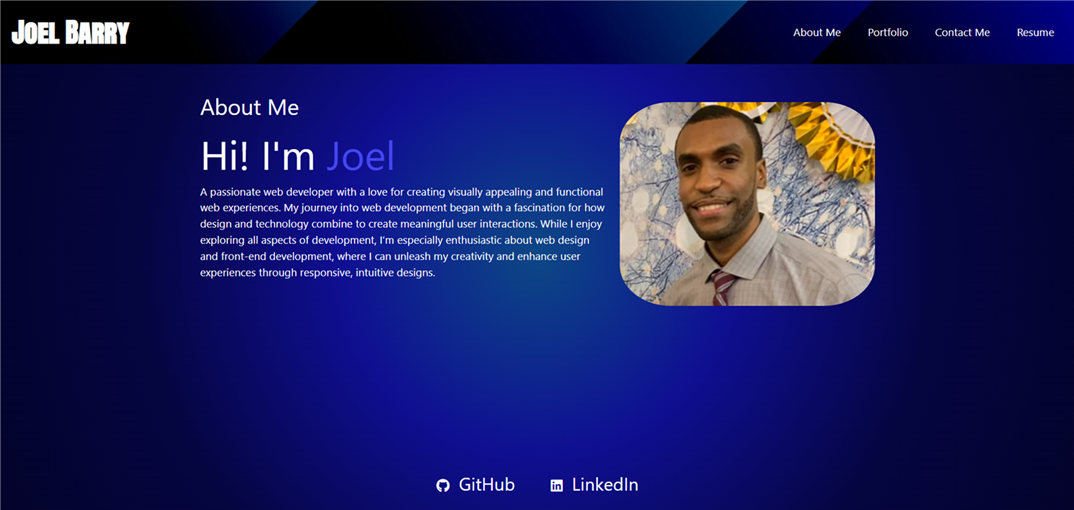 JOEL BARRY
About Me
Portfolio
Contact Me
Resume
About Me
Hi! I'm Joel
A passionate web developer with a love for creating visually appealing and functional
web experiences. My journey into web development began with a fascination for how
design and technology combine to create meaningful user interactions. While I enjoy
exploring all aspects of development, I'm especially enthusiastic about web design
and front-end development, where I can unleash my creativity and enhance user
experiences through responsive, intuitive designs.
GitHub
LinkedIn